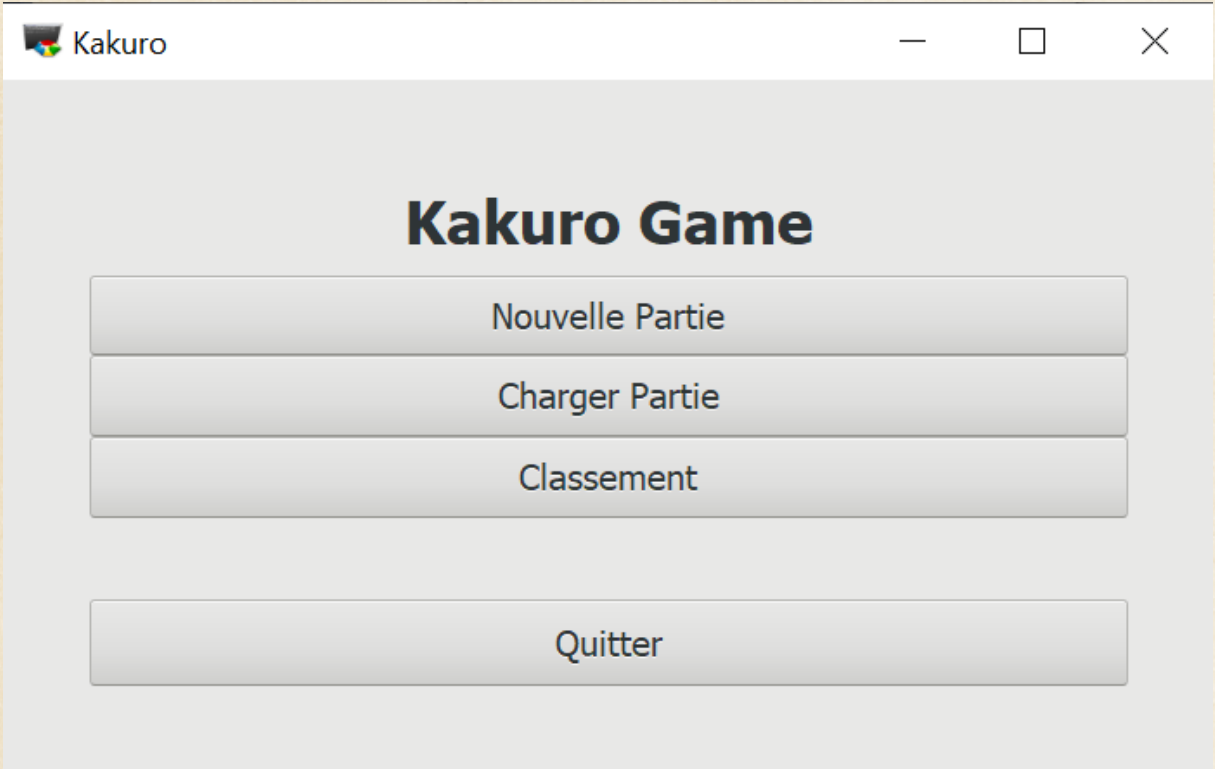 Kakuro
Kakuro Game
Nouvelle Partie
Charger Partie
Classement
Quitter